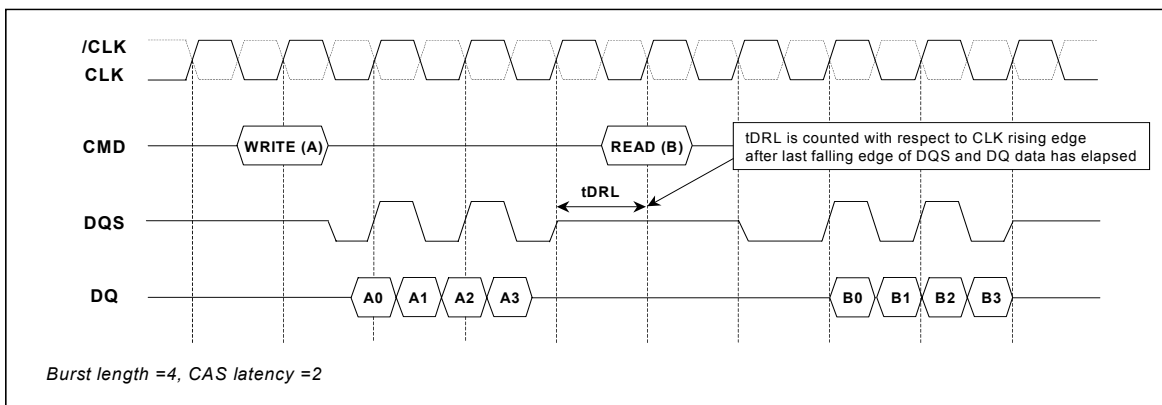 /CLK
CLK
CMD WRITE (A) READ (B)
tDRL is counted with respect to CLK rising edge
after last falling edge of DQS and DQ data has elapsed
tDRL
DQS
DQ A0 A1 A2 A3 B0 B1 B2 B3
Burst length =4, CAS latency =2